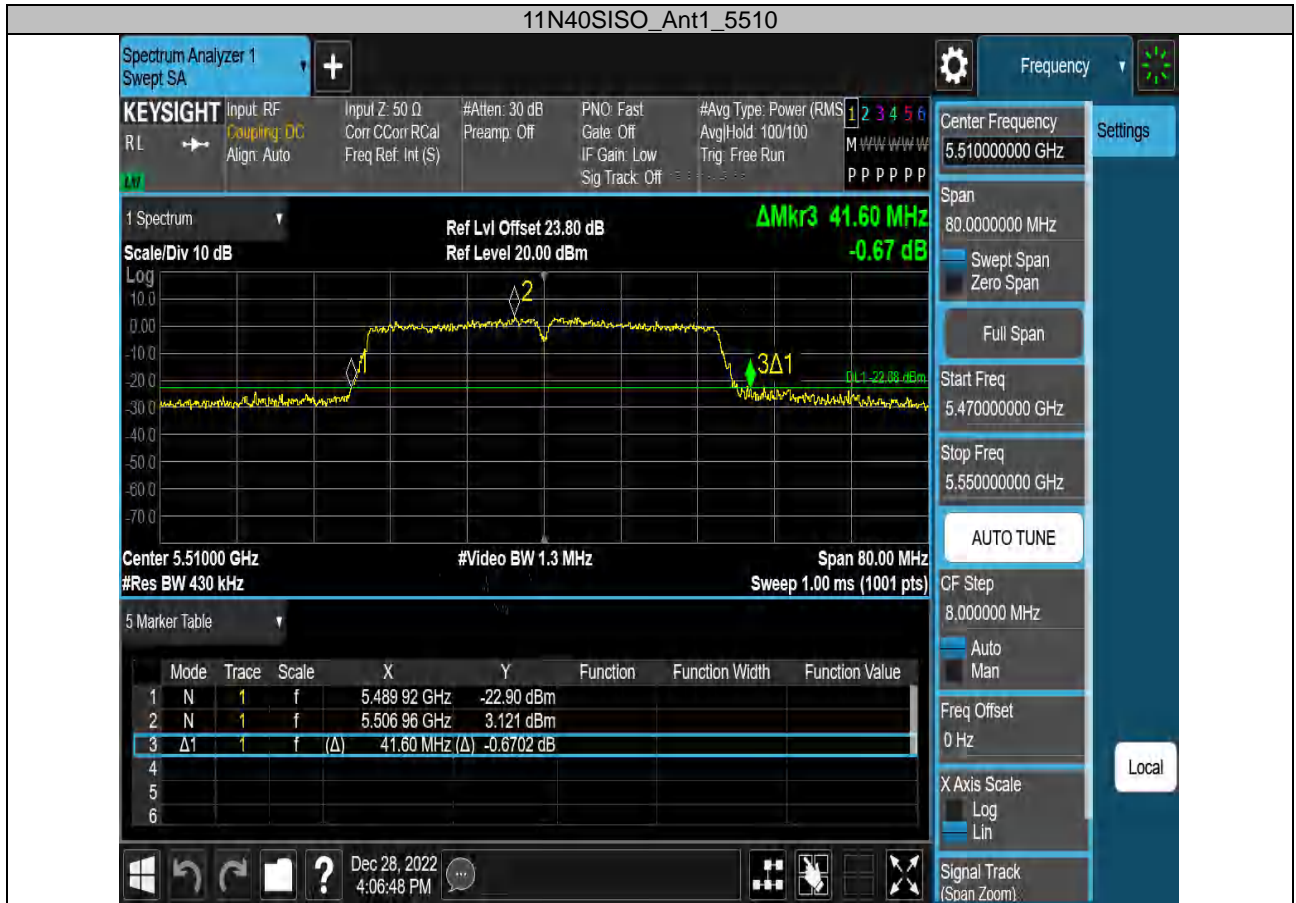 11N40SISO_Ant1_5510
Spectrum Analyzer 1
Swept SA
Frequency
KEYSIGHT
RL
Input: RF
Coupling: DC
Align: Auto
Input Z: 50 Ω
Corr CCorr RCal
Freq Ref: Int (S)
#Atten: 30 dB
Preamp: Off
PNO: Fast
Gate: Off
IF Gain: Low
Sig Track: Off
#Avg Type: Power (RMS
Avg|Hold: 100/100
Trig: Free Run
1 2 3 4 5 6
M W W W W W
P P P P P P
1 Spectrum
Scale/Div 10 dB
Ref Lvl Offset 23.80 dB
Ref Level 20.00 dBm
ΔMkr3 41.60 MHz
-0.67 dB
Log
10.0
0.00
-10.0
-20.0
-30.0
-40.0
-50.0
-60.0
-70.0
2
1
3Δ1
DL1 -22.88 dBm
Center 5.51000 GHz
#Res BW 430 kHz
#Video BW 1.3 MHz
Span 80.00 MHz
Sweep 1.00 ms (1001 pts)
5 Marker Table
Mode Trace Scale X Y Function Function Width Function Value
1 N 1 f 5.489 92 GHz -22.90 dBm
2 N 1 f 5.506 96 GHz 3.121 dBm
3 Δ1 1 f (Δ) 41.60 MHz (Δ) -0.6702 dB
4
5
6
Dec 28, 2022
4:06:48 PM
Center Frequency
5.510000000 GHz
Settings
Span
80.0000000 MHz
Swept Span
Zero Span
Full Span
Start Freq
5.470000000 GHz
Stop Freq
5.550000000 GHz
AUTO TUNE
CF Step
8.000000 MHz
Auto
Man
Freq Offset
0 Hz
X Axis Scale
Log
Lin
Local
Signal Track
(Span Zoom)